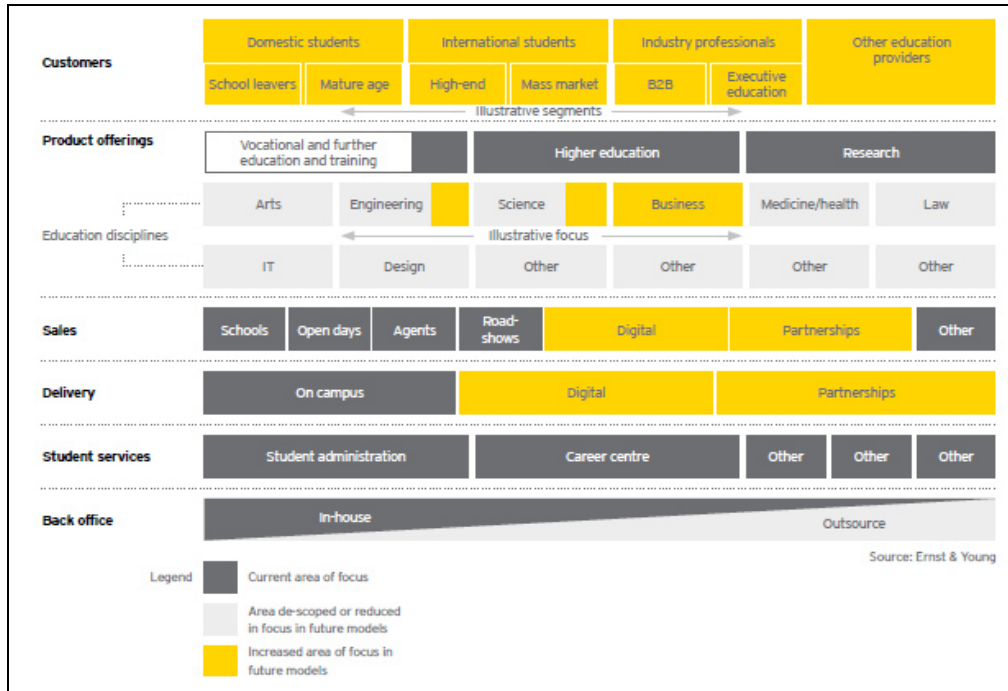 Customers
Domestic students
International students
Industry professionals
Other education
providers
School leavers
Mature age
High-end
Mass market
B2B
Executive
education
Illustrative segments
Product offerings
Vocational and further
education and training
Higher education
Research
Education disciplines
Arts
Engineering
Science
Business
Medicine/health
Law
Illustrative focus
IT
Design
Other
Other
Other
Other
Sales
Schools
Open days
Agents
Road-
shows
Digital
Partnerships
Other
Delivery
On campus
Digital
Partnerships
Student services
Student administration
Career centre
Other
Other
Other
Back office
In-house
Outsource
Source: Ernst & Young
Legend
Current area of focus
Area de-scoped or reduced
in focus in future models
Increased area of focus in
future models